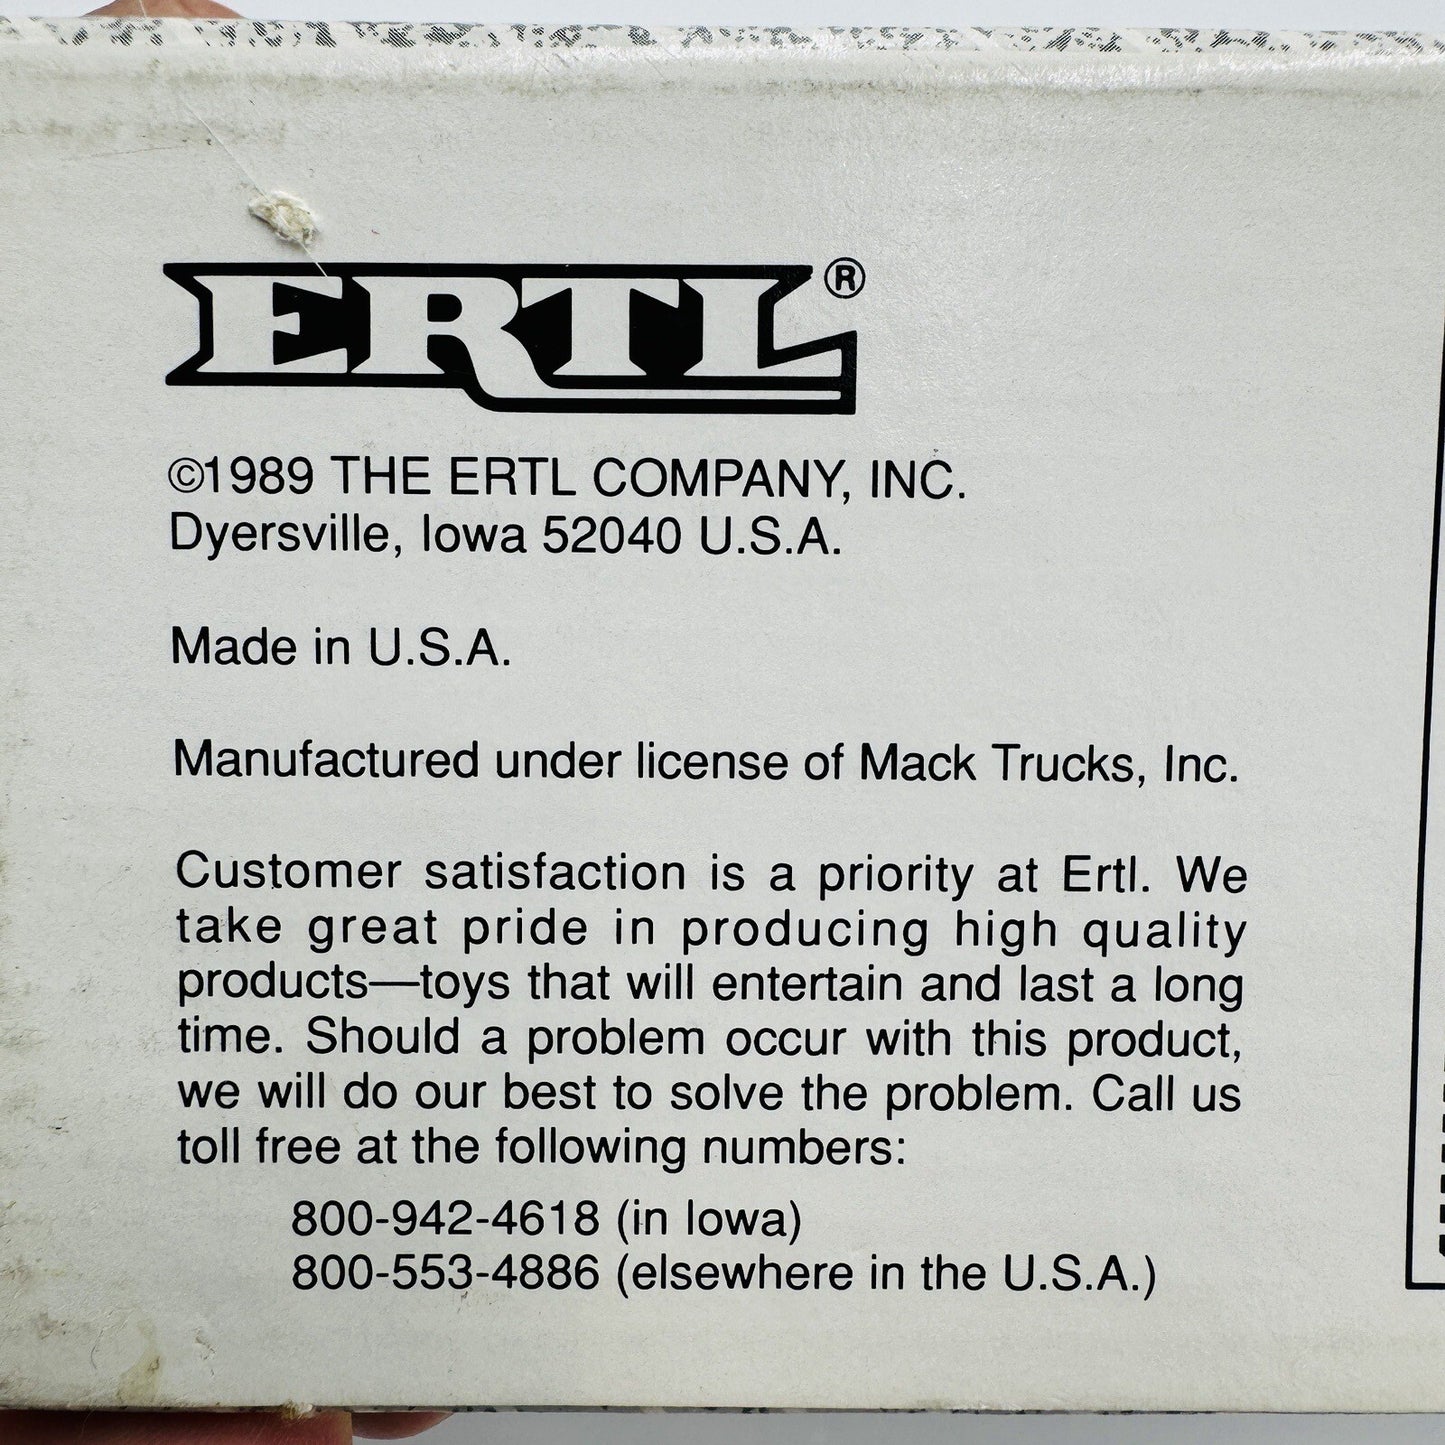 ERTL®
©1989 THE ERTL COMPANY, INC.
Dyersville, Iowa 52040 U.S.A.
Made in U.S.A.
Manufactured under license of Mack Trucks, Inc.
Customer satisfaction is a priority at Ertl. We
take great pride in producing high quality
products—toys that will entertain and last a long
time. Should a problem occur with this product,
we will do our best to solve the problem. Call us
toll free at the following numbers:
800-942-4618 (in Iowa)
800-553-4886 (elsewhere in the U.S.A.)